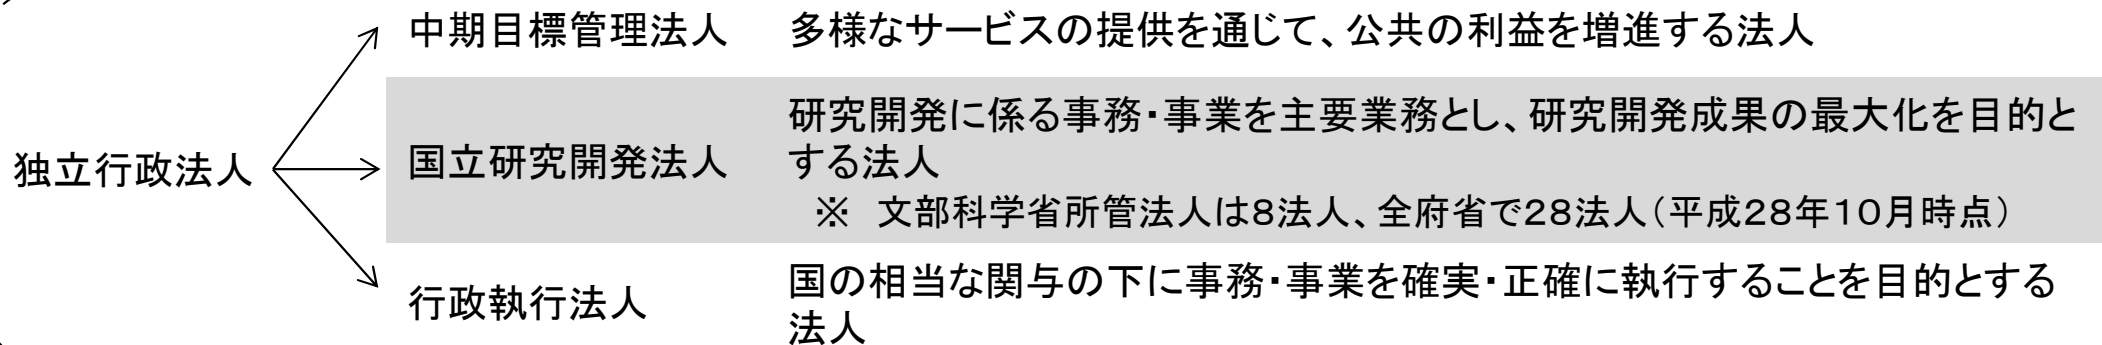 独立行政法人
中期目標管理法人
多様なサービスの提供を通じて、公共の利益を増進する法人
国立研究開発法人
研究開発に係る事務・事業を主要業務とし、研究開発成果の最大化を目的と
する法人
※　文部科学省所管法人は8法人、全府省で28法人（平成28年10月時点）
行政執行法人
国の相当な関与の下に事務・事業を確実・正確に執行することを目的とする
法人